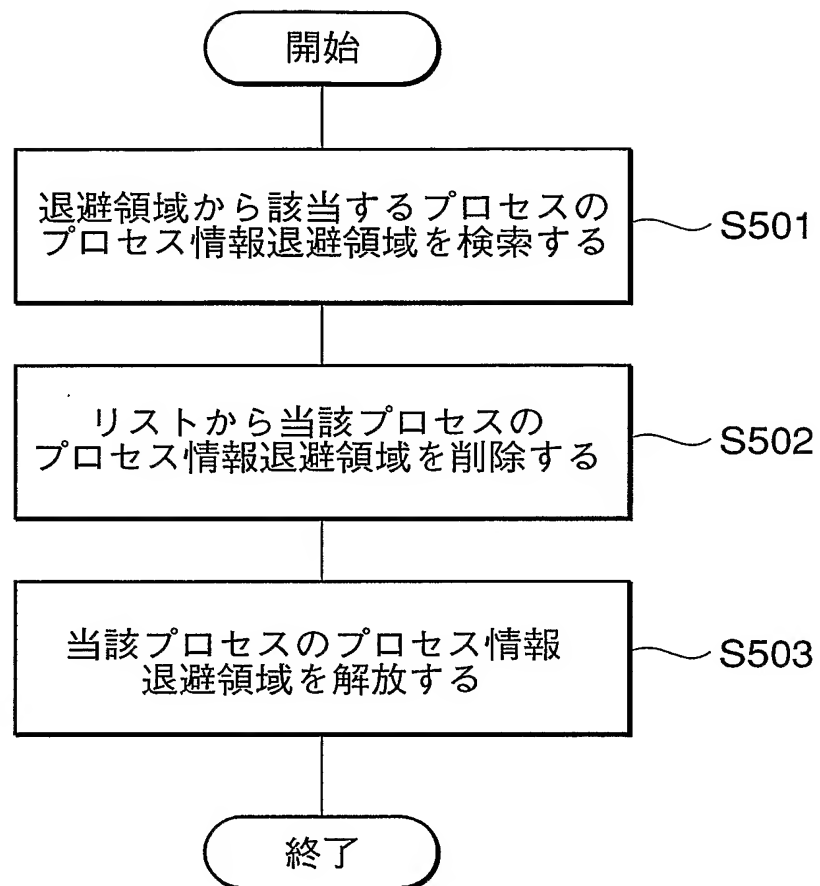 開始
退避領域から該当するプロセスの
プロセス情報退避領域を検索する
S501
リストから当該プロセスの
プロセス情報退避領域を削除する
S502
当該プロセスのプロセス情報
退避領域を解放する
S503
終了